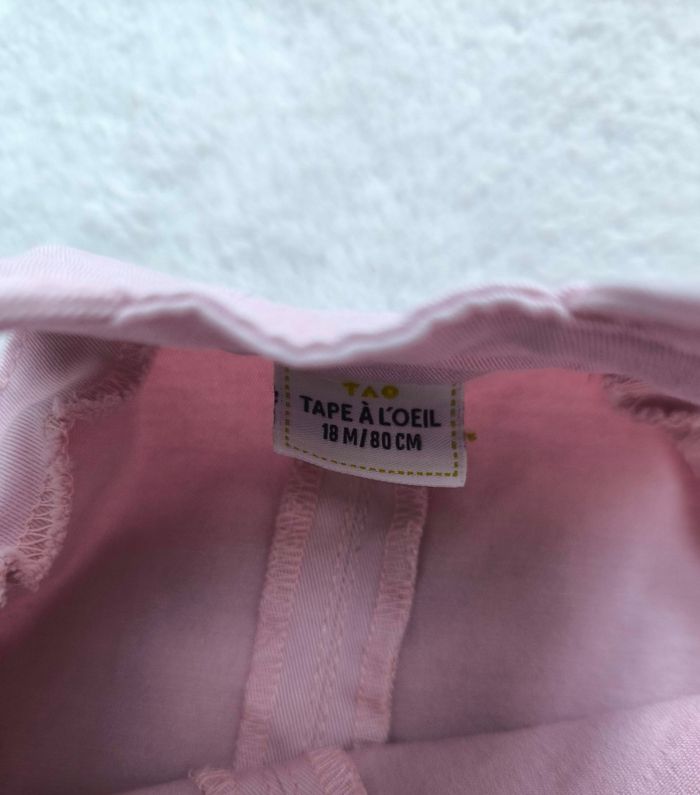 TAO
TAPE À L'OEIL
18 M/80 CM